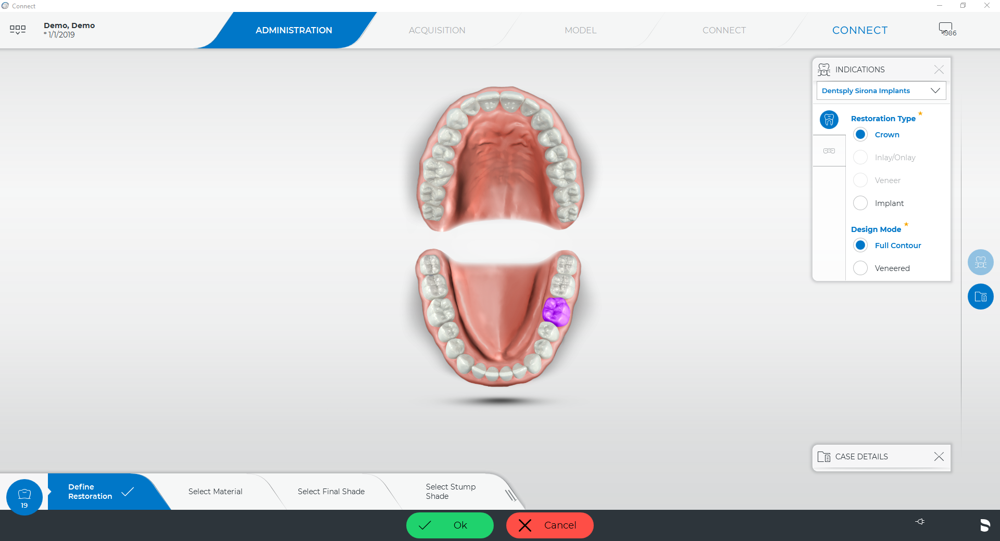 Connect
Demo, Demo
* 1/1/2019
ADMINISTRATION
ACQUISITION
MODEL
CONNECT
CONNECT
1986
INDICATIONS
Dentsply Sirona Implants
Restoration Type
Crown
Inlay/Onlay
Veneer
Implant
Design Mode
Full Contour
Veneered
CASE DETAILS
19
Define
Restoration
Select Material
Select Final Shade
Select Stump
Shade
Ok
Cancel